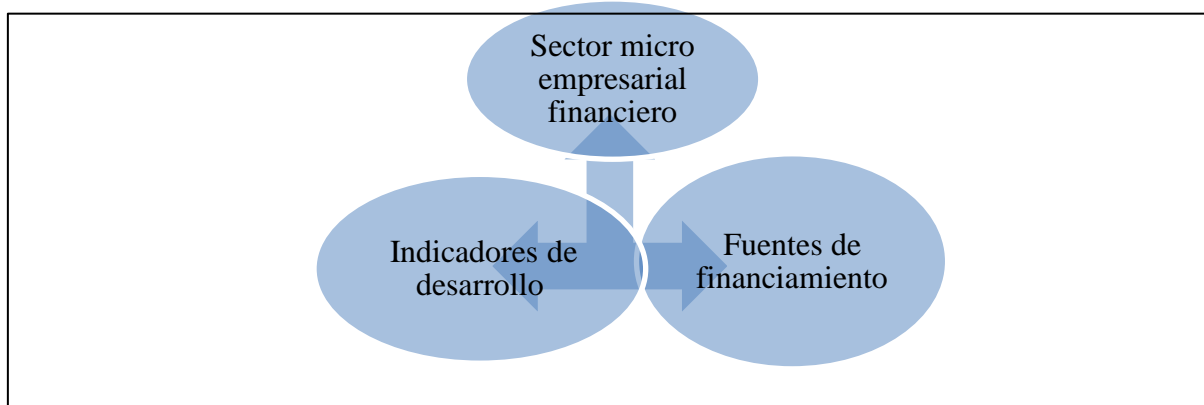 Sector micro
empresarial
financiero
Indicadores de
desarrollo
Fuentes de
financiamiento